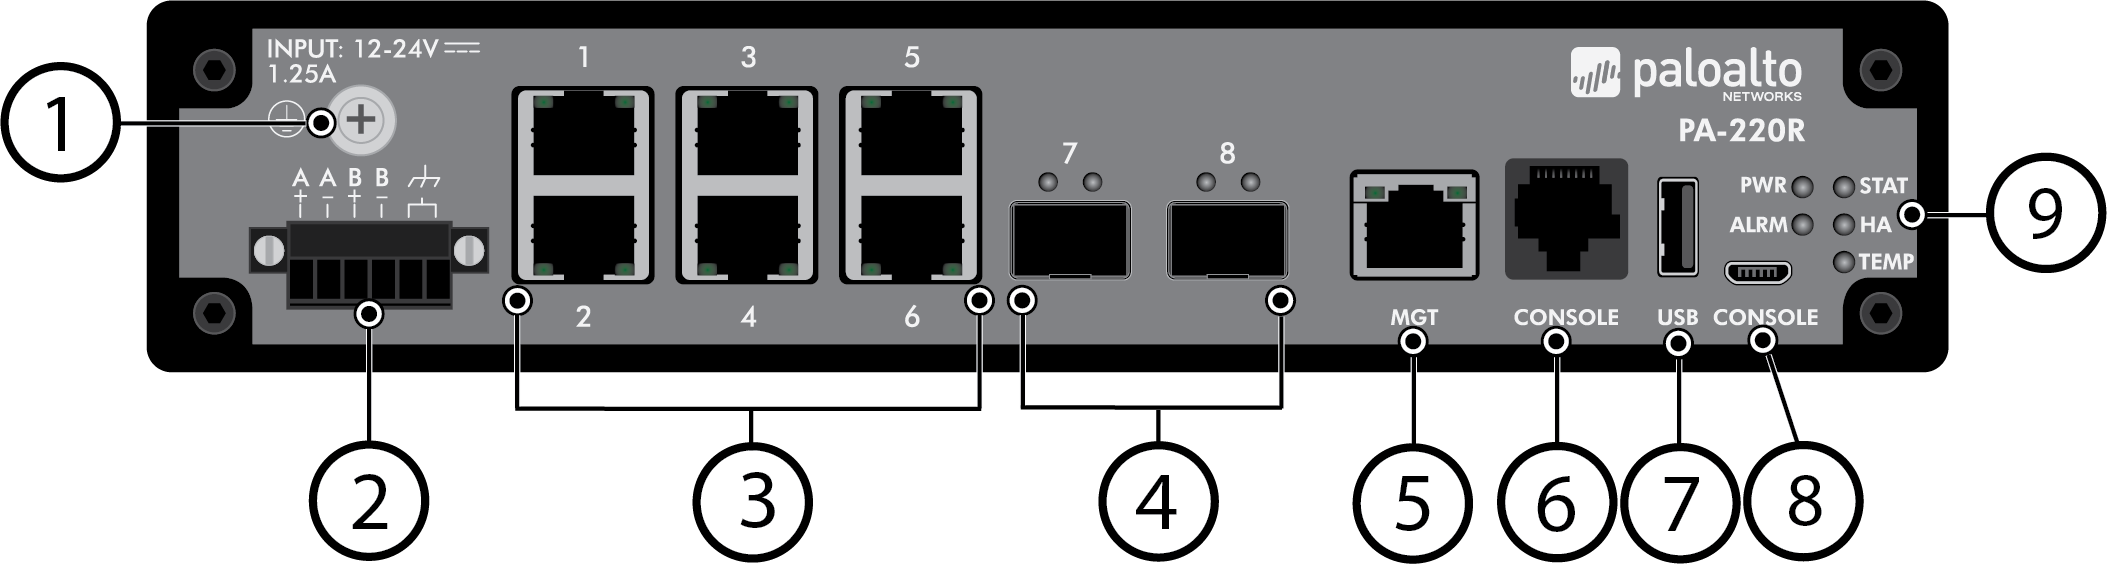 INPUT: 12-24V
1.25A
1 3 5
paloalto
NETWORKS
PA-220R
1
7 8
A A B B
+ - + -
PWR STAT
ALRM HA
TEMP
9
2 4 6
MGT CONSOLE USB CONSOLE
2 3 4 5 6 7 8